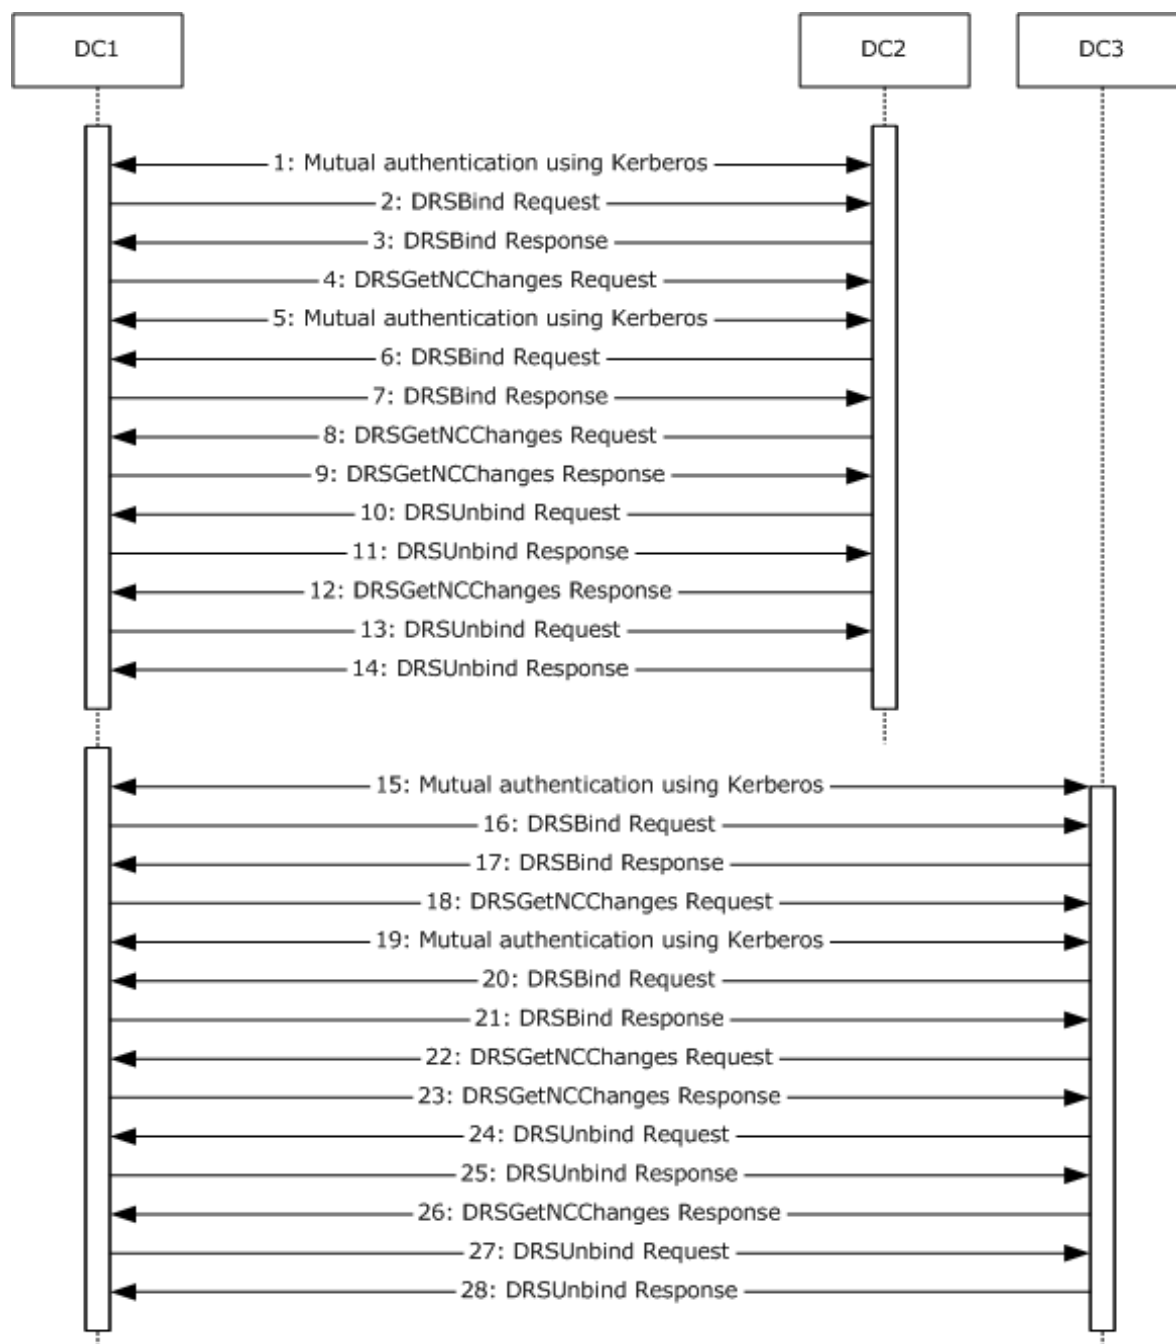 DC1
DC2
DC3
1: Mutual authentication using Kerberos
2: DRSBind Request
3: DRSBind Response
4: DRSGetNCChanges Request
5: Mutual authentication using Kerberos
6: DRSBind Request
7: DRSBind Response
8: DRSGetNCChanges Request
9: DRSGetNCChanges Response
10: DRSUnbind Request
11: DRSUnbind Response
12: DRSGetNCChanges Response
13: DRSUnbind Request
14: DRSUnbind Response
15: Mutual authentication using Kerberos
16: DRSBind Request
17: DRSBind Response
18: DRSGetNCChanges Request
19: Mutual authentication using Kerberos
20: DRSBind Request
21: DRSBind Response
22: DRSGetNCChanges Request
23: DRSGetNCChanges Response
24: DRSUnbind Request
25: DRSUnbind Response
26: DRSGetNCChanges Response
27: DRSUnbind Request
28: DRSUnbind Response